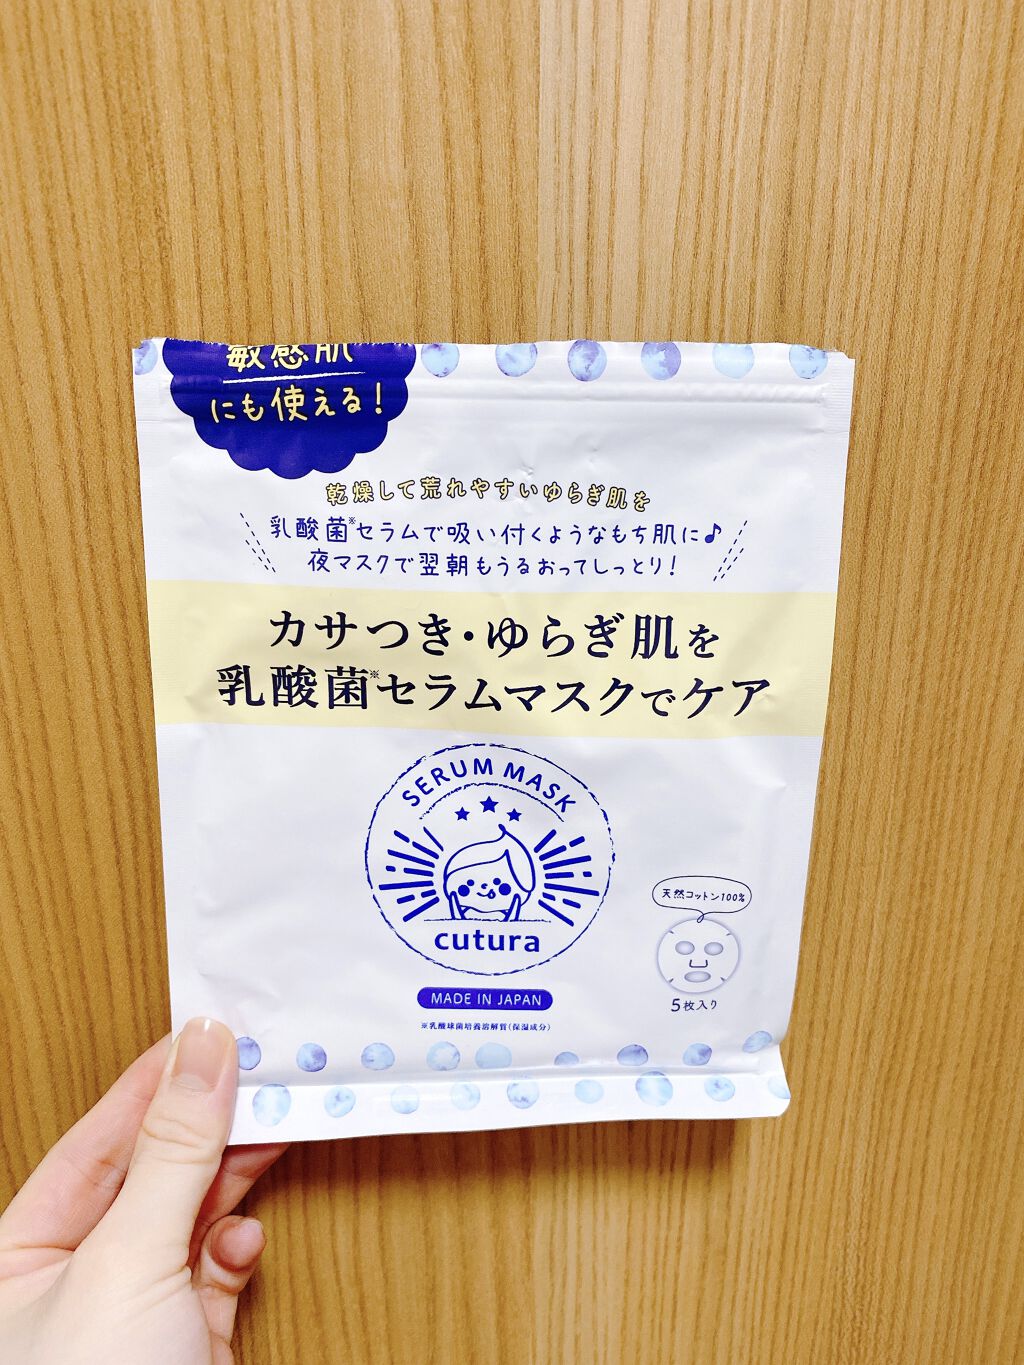 敏感肌
にも使える!
乾燥して荒れやすいゆらぎ肌を
乳酸菌※セラムで吸い付くようなもち肌に♪
夜マスクで翌朝もうるおってしっとり!
カサつき・ゆらぎ肌を
乳酸菌※セラムマスクでケア
SERUM MASK
cutura
天然コットン100%
5枚入り
MADE IN JAPAN
※乳酸球菌培養溶解質(保湿成分)